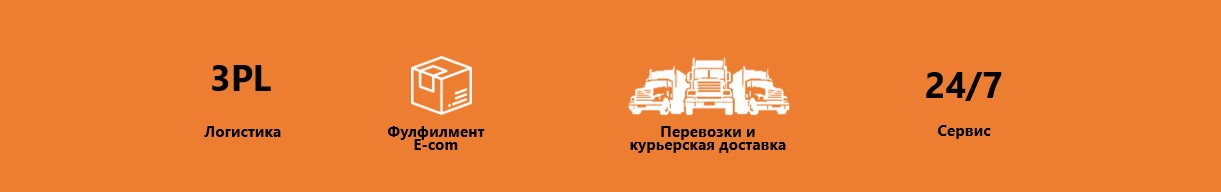 3PL
Логистика
Фулфилмент
E-com
Перевозки и
курьерская доставка
24/7
Сервис